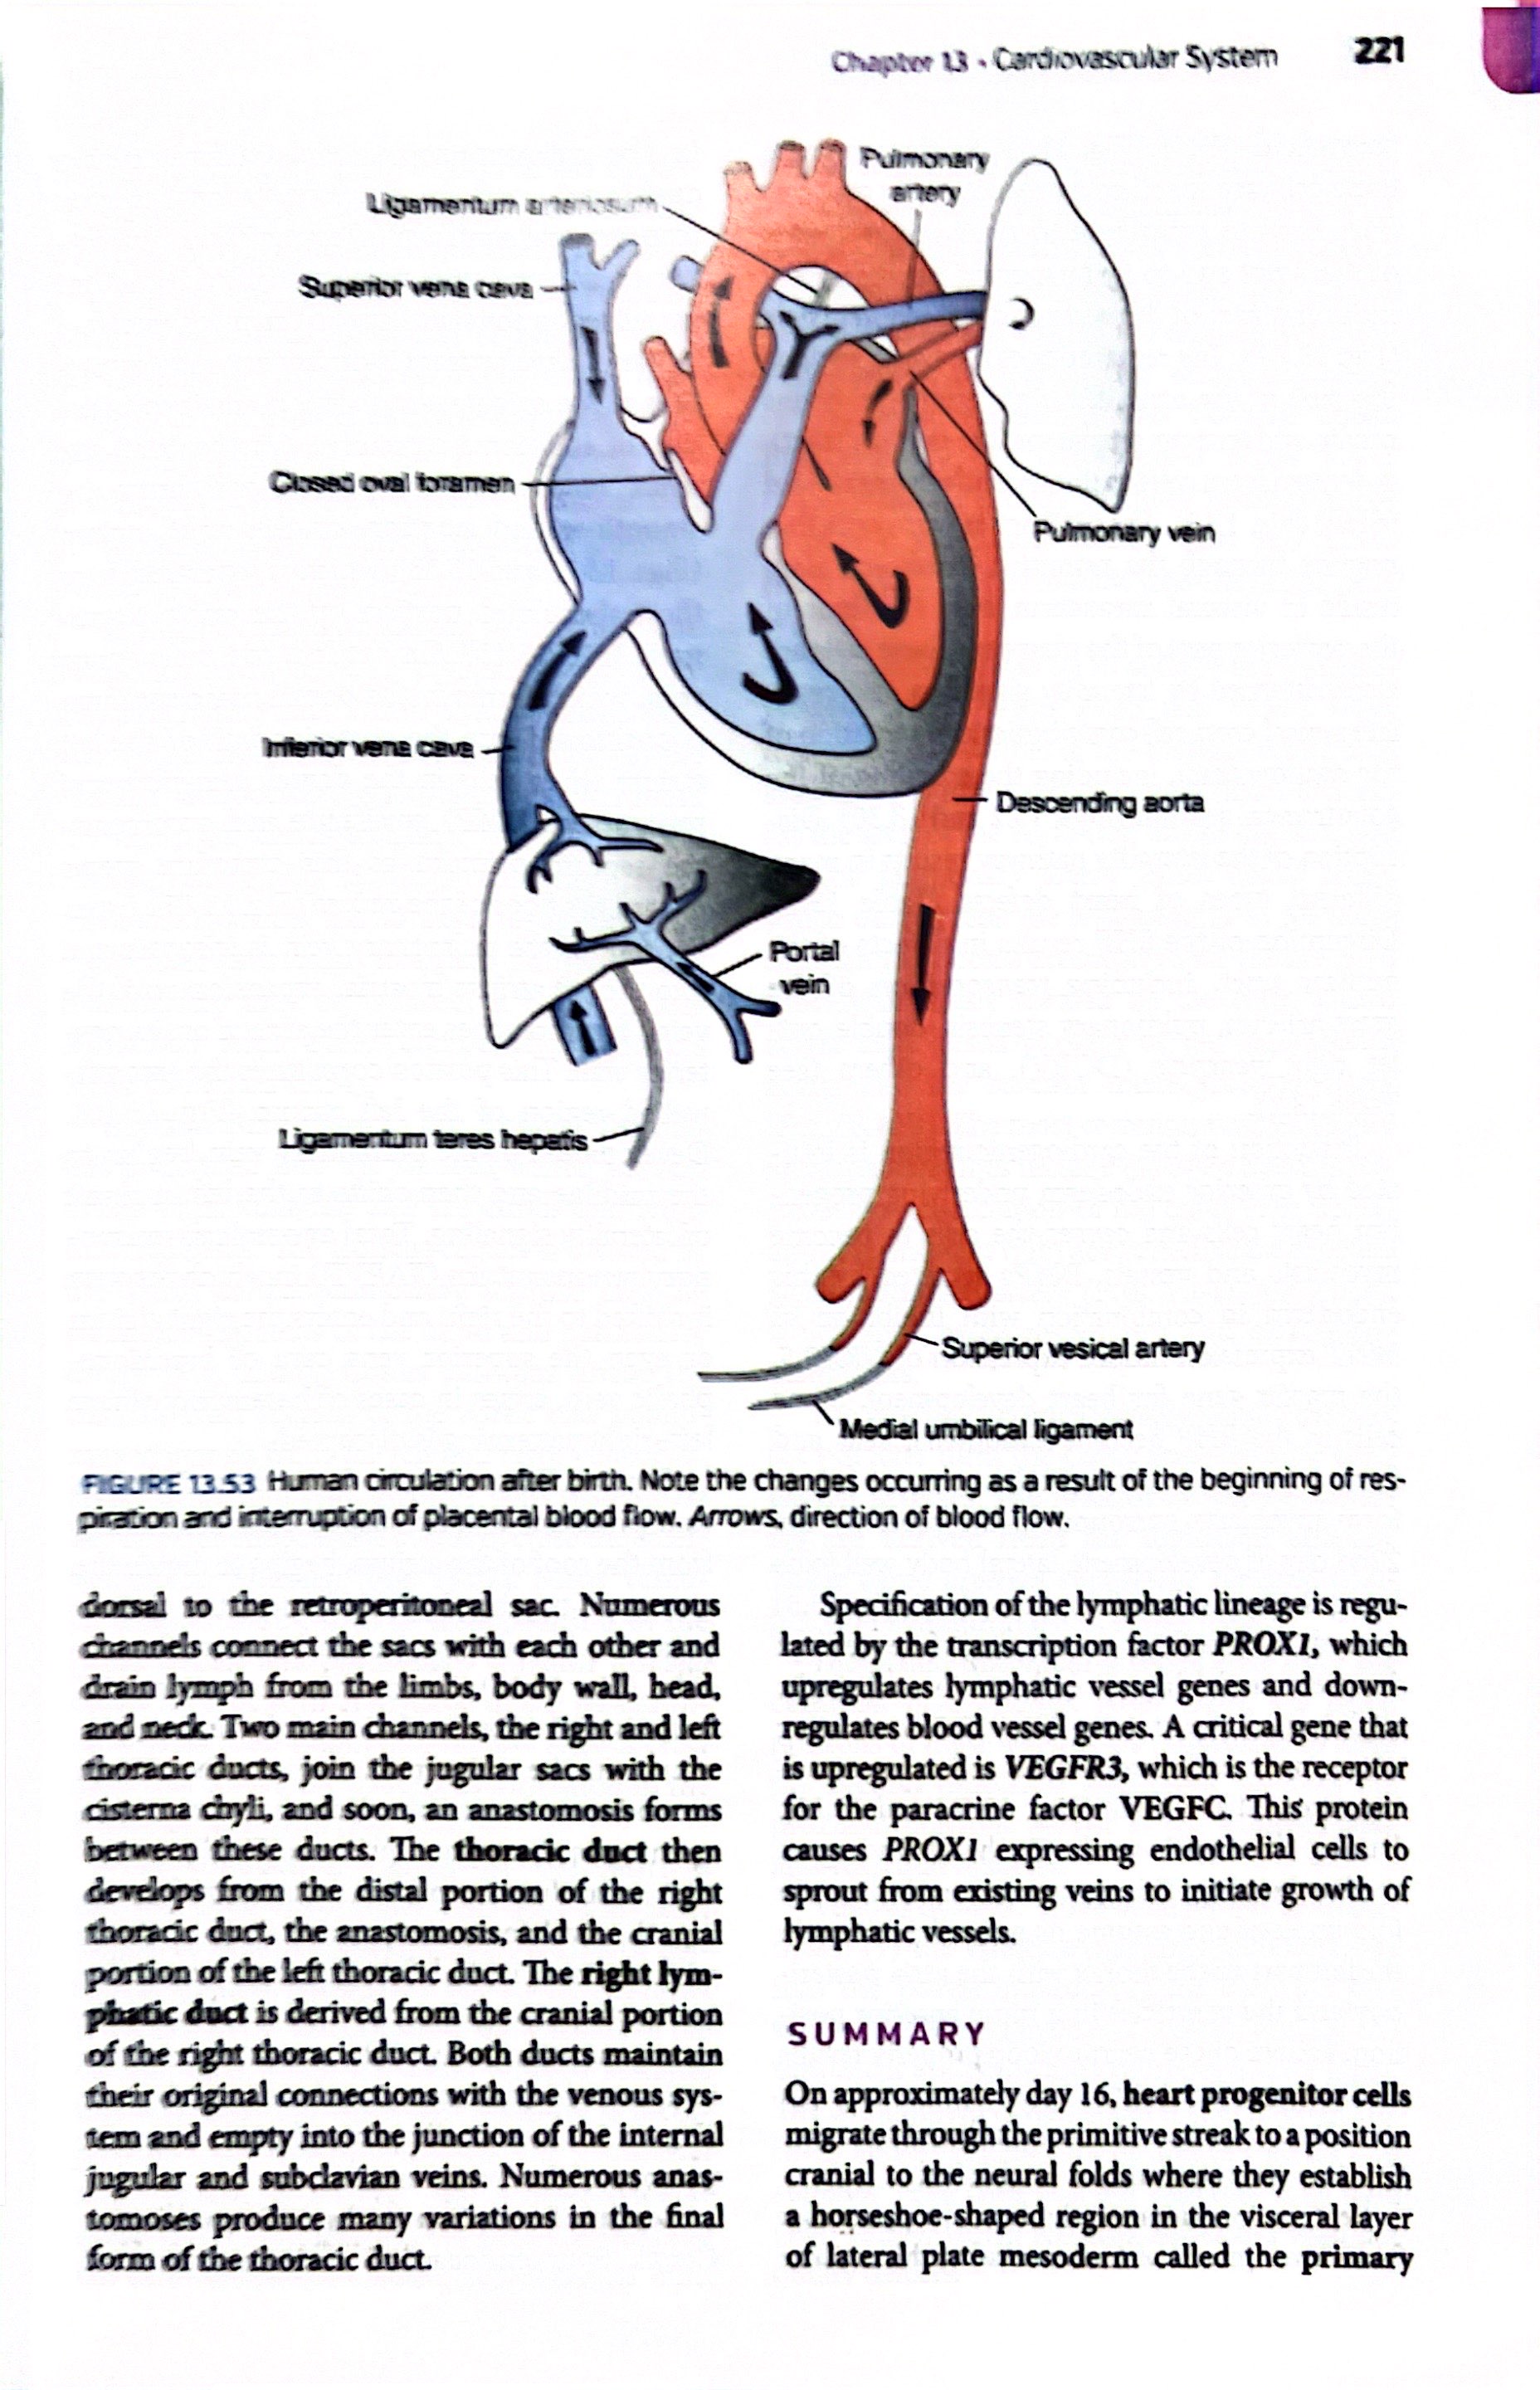 Chapter 13 • Cardiovascular System 221
Pulmonary
artery
Ligamentum arteriosum
Superior vena cava
Closed oval foramen
Pulmonary vein
Inferior vena cava
Descending aorta
Portal
vein
Ligamentum teres hepatis
Superior vesical artery
Medial umbilical ligament
FIGURE 13.53 Human circulation after birth. Note the changes occurring as a result of the beginning of res-
piration and interruption of placental blood flow. Arrows, direction of blood flow.
dorsal to the retroperitoneal sac. Numerous
channels connect the sacs with each other and
drain lymph from the limbs, body wall, head,
and neck. Two main channels, the right and left
thoracic ducts, join the jugular sacs with the
cisterna chyli, and soon, an anastomosis forms
between these ducts. The thoracic duct then
develops from the distal portion of the right
thoracic duct, the anastomosis, and the cranial
portion of the left thoracic duct. The right lym-
phatic duct is derived from the cranial portion
of the right thoracic duct. Both ducts maintain
their original connections with the venous sys-
tem and empty into the junction of the internal
jugular and subclavian veins. Numerous anas-
tomoses produce many variations in the final
form of the thoracic duct.
Specification of the lymphatic lineage is regu-
lated by the transcription factor PROX1, which
upregulates lymphatic vessel genes and down-
regulates blood vessel genes. A critical gene that
is upregulated is VEGFR3, which is the receptor
for the paracrine factor VEGFC. This protein
causes PROX1 expressing endothelial cells to
sprout from existing veins to initiate growth of
lymphatic vessels.
SUMMARY
On approximately day 16, heart progenitor cells
migrate through the primitive streak to a position
cranial to the neural folds where they establish
a horseshoe-shaped region in the visceral layer
of lateral plate mesoderm called the primary